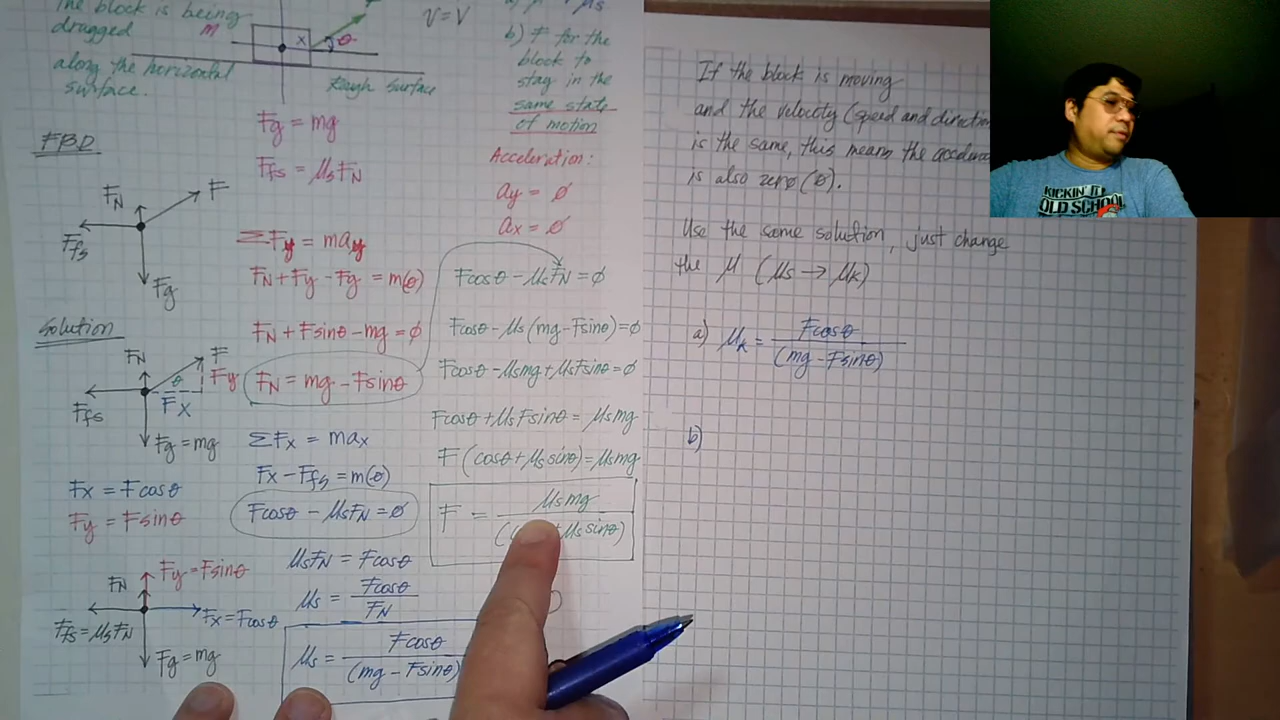 The block is being
dragged
along the horizontal
surface.
m
x
θ
V = V
Rough surface
b) F for the
block to
stay in the
same state
of motion
FBD
FN
F
Ffs
Fg
Fg = mg
Ffs = μsFN
ΣFy = may
FN + Fy - Fg = m(0)
FN + Fsinθ - mg = 0
FN = mg - Fsinθ
ΣFx = max
Fx - Ffs = m(0)
Fcosθ - μsFN = 0
μsFN = Fcosθ
μs = Fcosθ / FN
μs = Fcosθ / (mg - Fsinθ)
Acceleration:
ay = 0
ax = 0
Fcosθ - μsFN = 0
Fcosθ - μs(mg - Fsinθ) = 0
Fcosθ - μsmg + μsFsinθ = 0
Fcosθ + μsFsinθ = μsmg
F(cosθ + μssinθ) = μsmg
F = μsmg / ( + μssinθ)
Solution
FN
F
Fy
θ
Fx
Ffs
Fg = mg
Fx = Fcosθ
Fy = Fsinθ
FN
Fy = Fsinθ
Fx = Fcosθ
Ffs = μsFN
Fg = mg
If the block is moving
and the velocity (speed and direction
is the same, this means the
is also zero (0).
Use the same solution, just change
the μ (μs → μk)
a) μk = Fcosθ / (mg - Fsinθ)
b)
KICKIN' IT
OLD SCHOOL